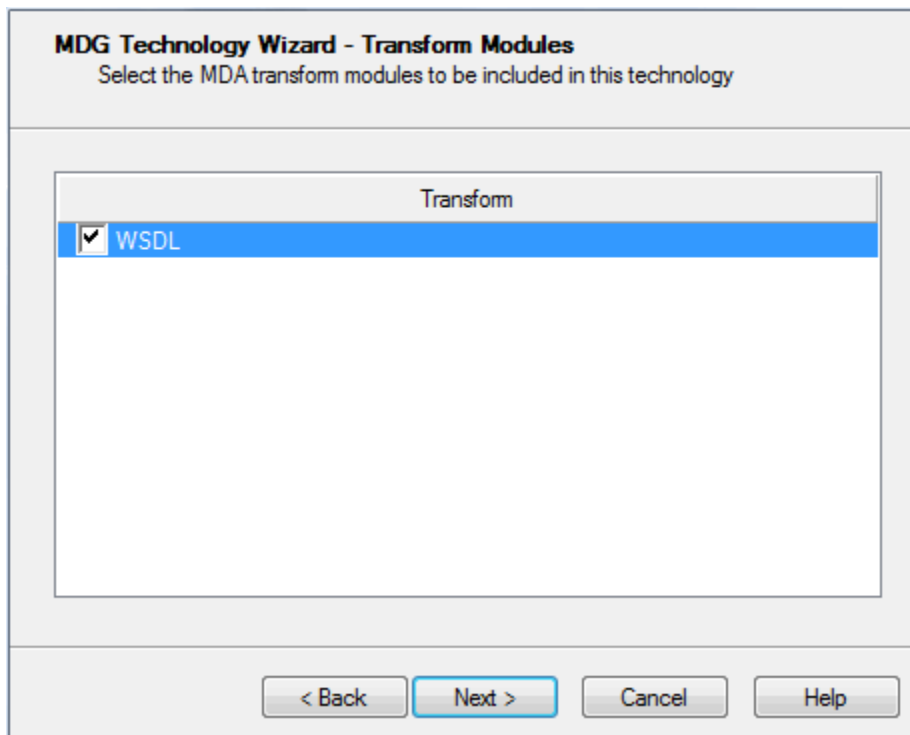 MDG Technology Wizard - Transform Modules
Select the MDA transform modules to be included in this technology
Transform
WSDL
< Back Next > Cancel Help